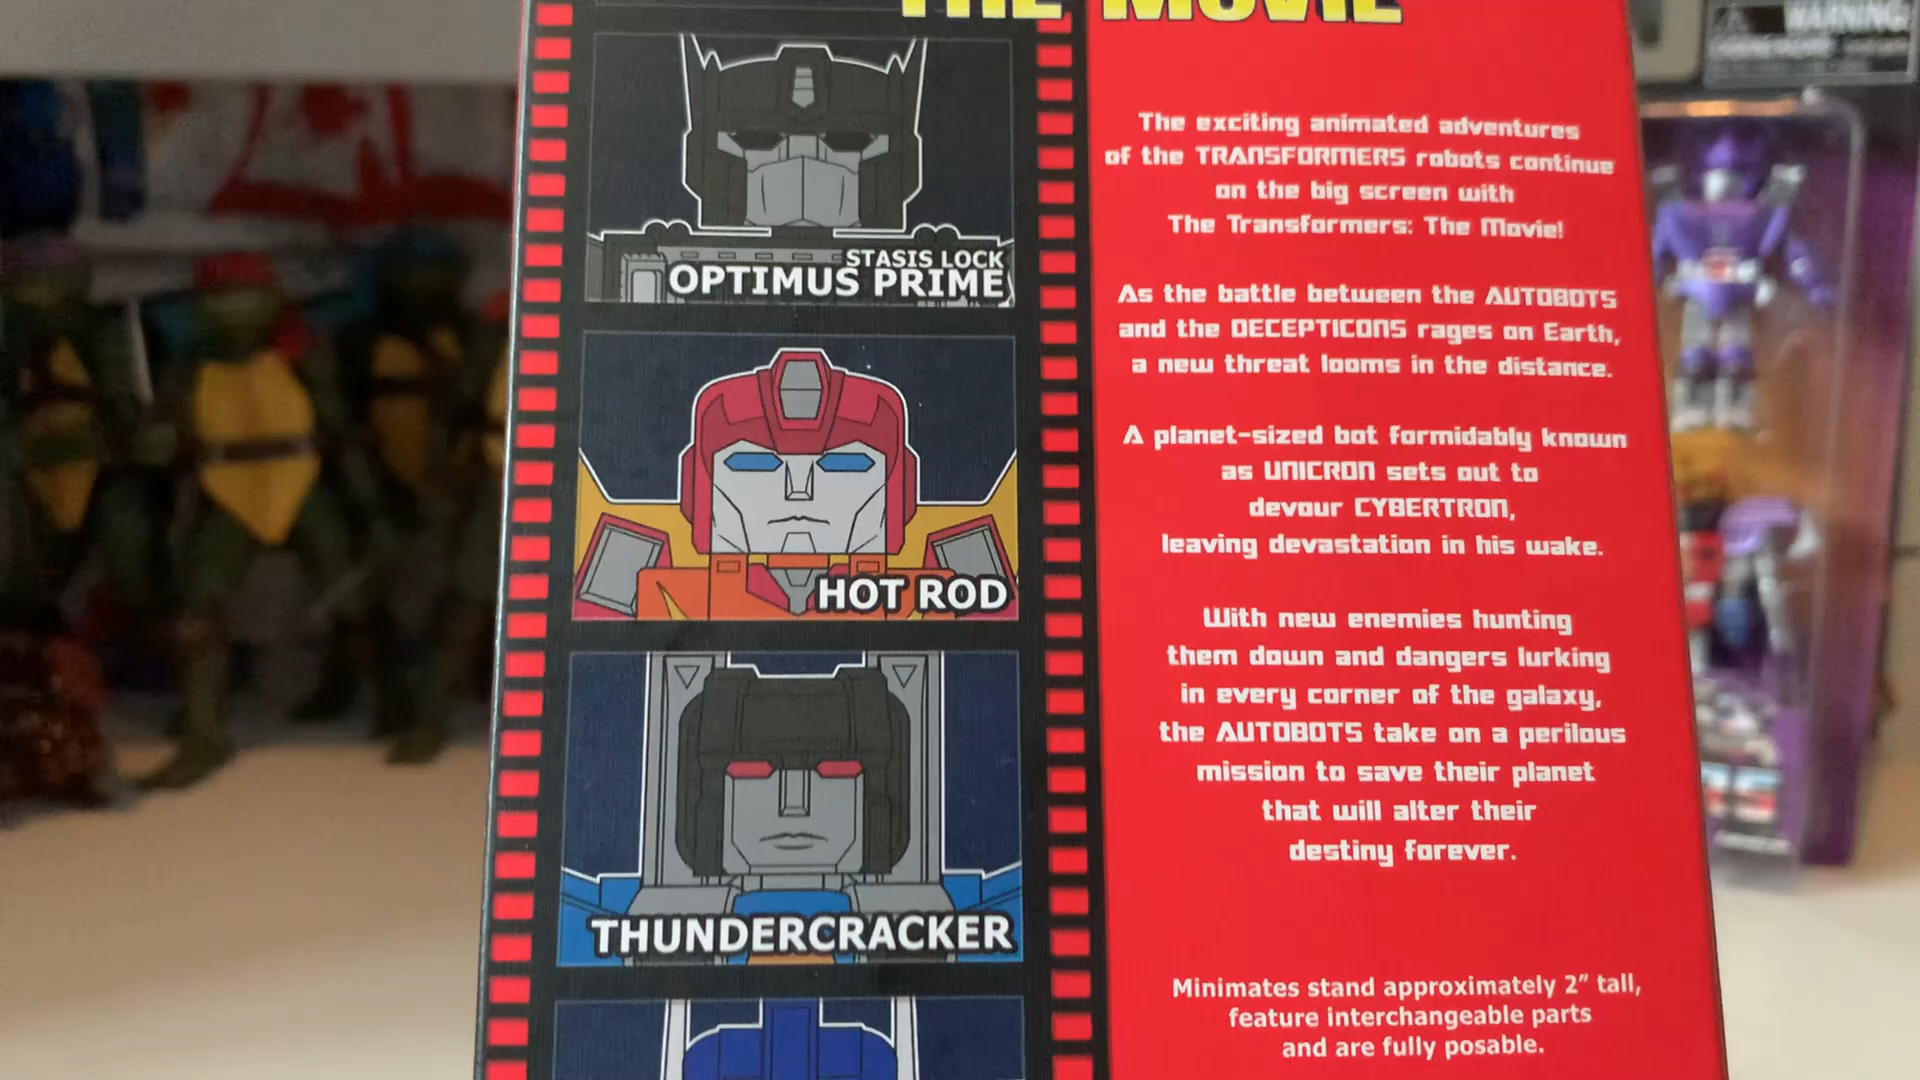 THE MOVIE
STASIS LOCK
OPTIMUS PRIME
HOT ROD
THUNDERCRACKER
The exciting animated adventures
of the TRANSFORMERS robots continue
on the big screen with
The Transformers: The Movie!
As the battle between the AUTOBOTS
and the DECEPTICONS rages on Earth,
a new threat looms in the distance.
A planet-sized bot formidably known
as UNICRON sets out to
devour CYBERTRON,
leaving devastation in his wake.
With new enemies hunting
them down and dangers lurking
in every corner of the galaxy,
the AUTOBOTS take on a perilous
mission to save their planet
that will alter their
destiny forever.
Minimates stand approximately 2" tall,
feature interchangeable parts
and are fully posable.
WARNING: